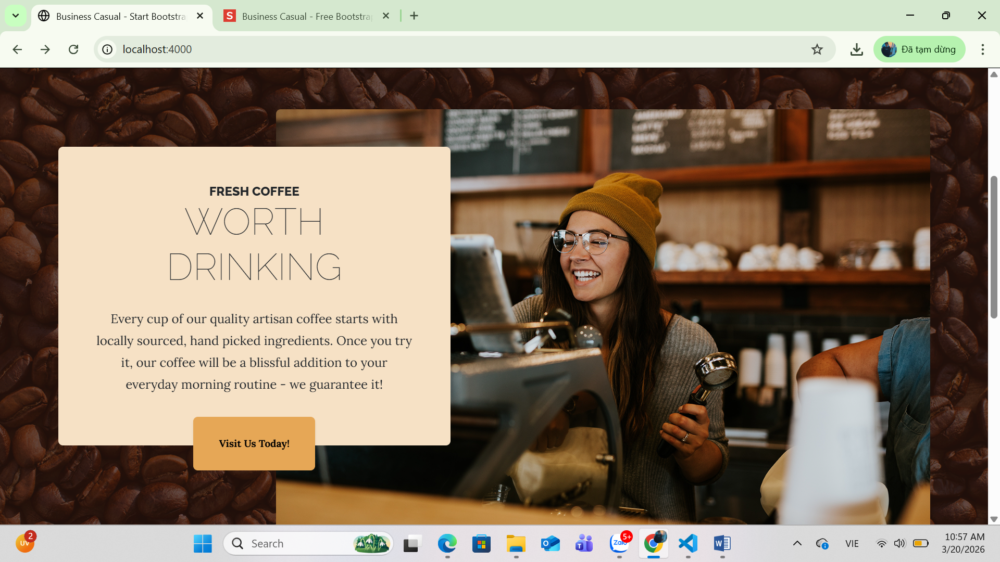 Business Casual - Start Bootstra
Business Casual - Free Bootstrap
localhost:4000
Đã tạm dừng
FRESH COFFEE
WORTH
DRINKING
Every cup of our quality artisan coffee starts with
locally sourced, hand picked ingredients. Once you try
it, our coffee will be a blissful addition to your
everyday morning routine - we guarantee it!
Visit Us Today!
UV
2
Search
Zalo
5+
VIE
10:57 AM
3/20/2026